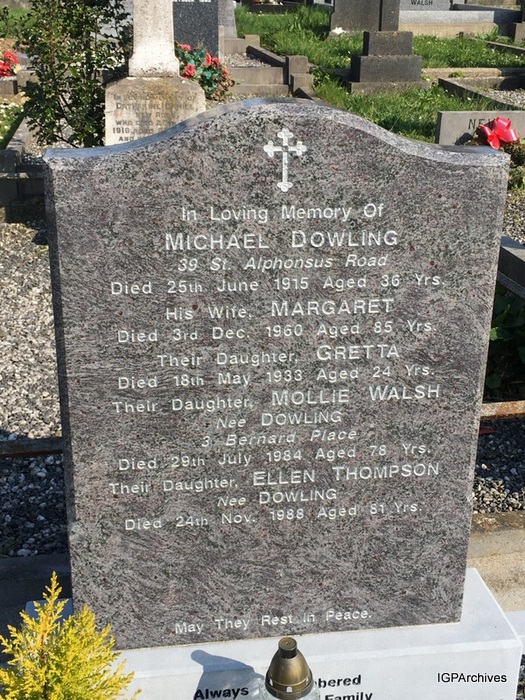 WALSH
1916
In Loving Memory Of
MICHAEL DOWLING
39 St. Alphonsus Road
Died 25th June 1915 Aged 36 Yrs.
His Wife, MARGARET
Died 3rd Dec. 1960 Aged 85 Yrs.
Their Daughter, GRETTA
Died 18th May 1933 Aged 24 Yrs.
Their Daughter, MOLLIE WALSH
Nee DOWLING
3 Bernard Place
Died 29th July 1984 Aged 78 Yrs.
Their Daughter, ELLEN THOMPSON
Nee DOWLING
Died 24th Nov. 1988 Aged 81 Yrs.
May They Rest In Peace.
Always
Family
IGPArchives